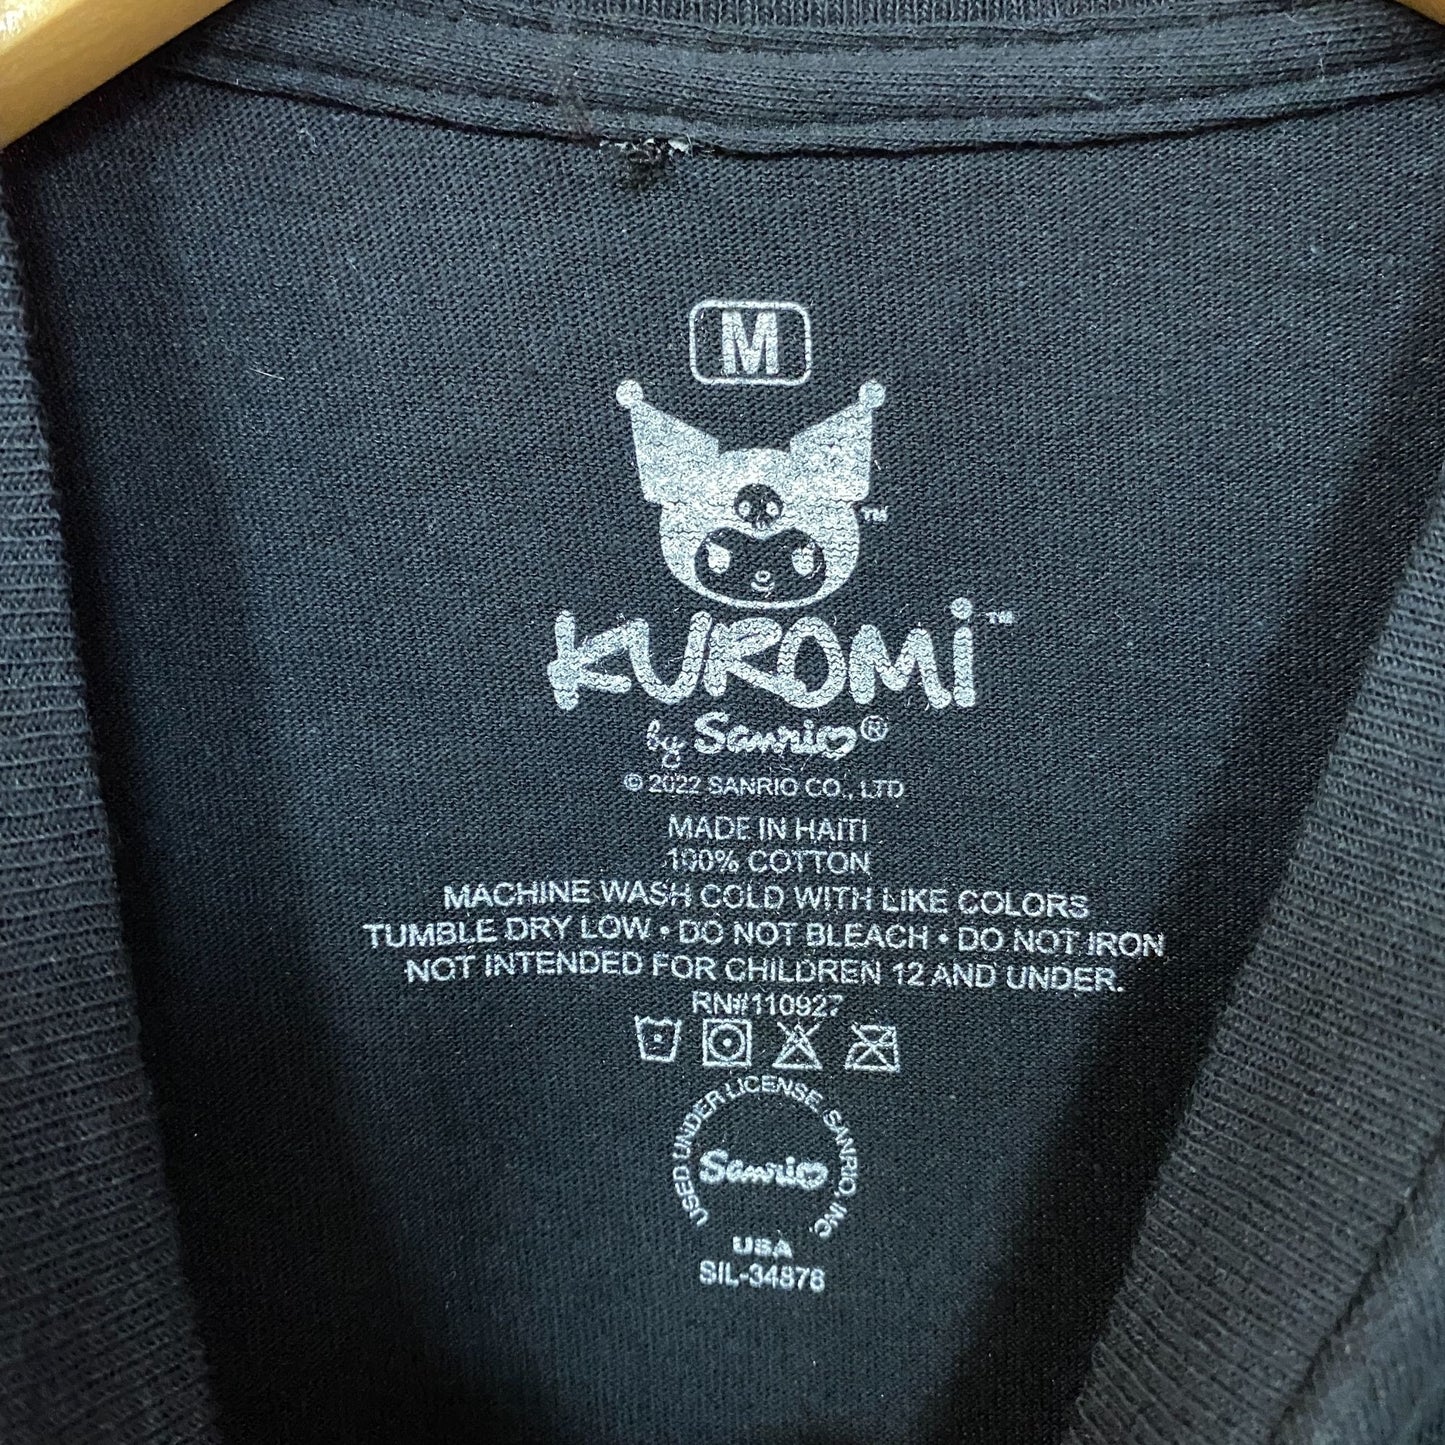 M
™
KUROMi™
by Sanrio®
© 2022 SANRIO CO., LTD
MADE IN HAITI
100% COTTON
MACHINE WASH COLD WITH LIKE COLORS
TUMBLE DRY LOW • DO NOT BLEACH • DO NOT IRON
NOT INTENDED FOR CHILDREN 12 AND UNDER.
RN#110927
USED UNDER LICENSE, SANRIO, INC.
Sanrio
USA
SIL-34878